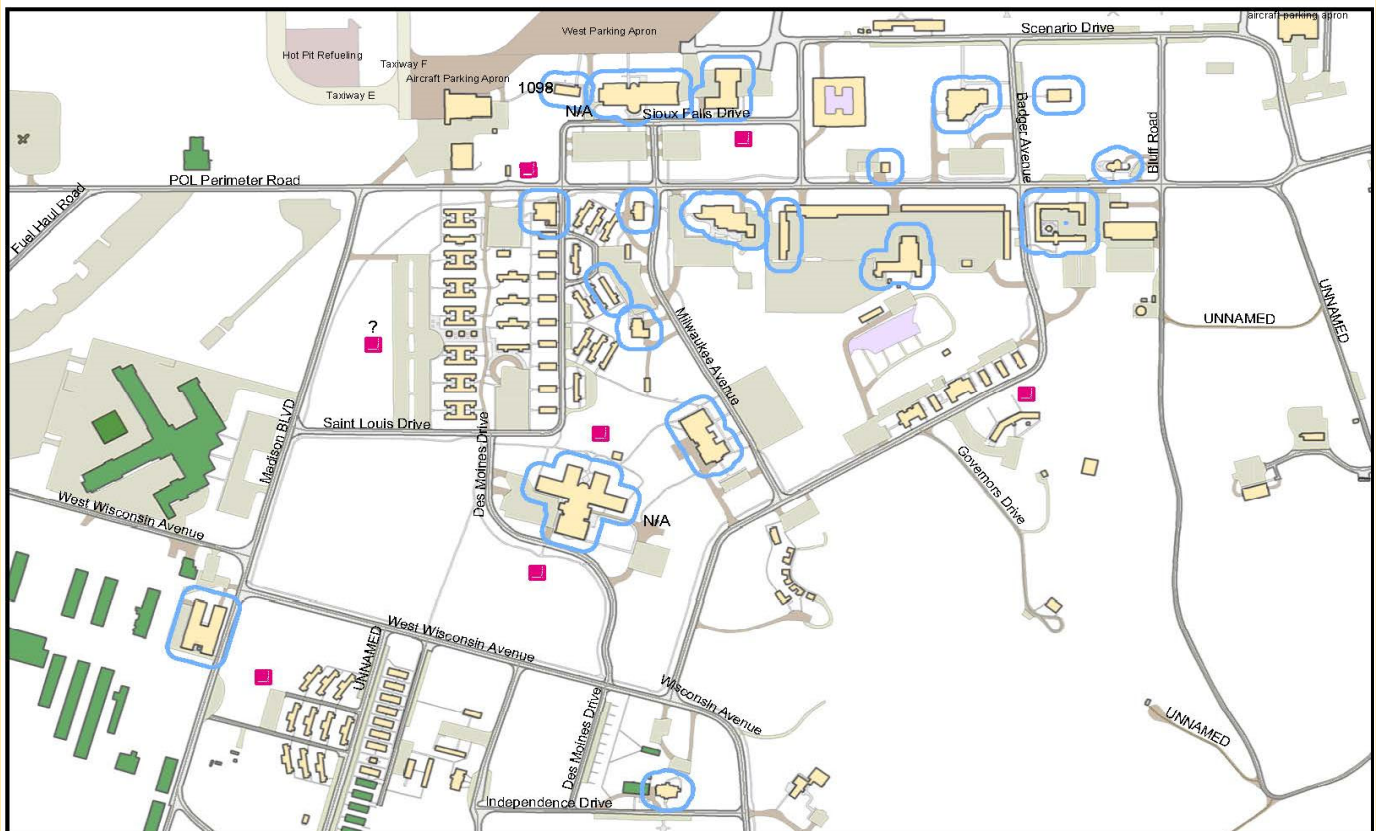 aircraft parking apron
West Parking Apron
Scenario Drive
Hot Pit Refueling
Taxiway F
Aircraft Parking Apron
Taxiway E
1098
N/A
Sioux Falls Drive
Badger Avenue
Bluff Road
POL Perimeter Road
Fuel Haul Road
UNNAMED
UNNAMED
?
Milwaukee Avenue
Saint Louis Drive
Madison BLVD
Des Moines Drive
Governors Drive
West Wisconsin Avenue
N/A
West Wisconsin Avenue
UNNAMED
Wisconsin Avenue
Des Moines Drive
UNNAMED
Independence Drive